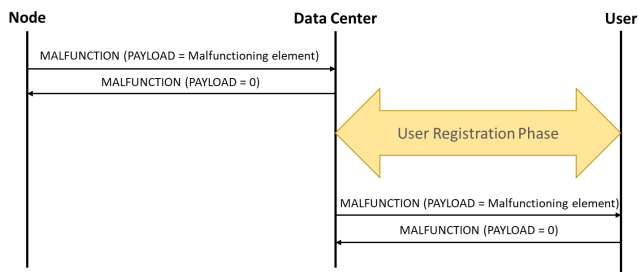 Node
Data Center
User
MALFUNCTION (PAYLOAD = Malfunctioning element)
MALFUNCTION (PAYLOAD = 0)
User Registration Phase
MALFUNCTION (PAYLOAD = Malfunctioning element)
MALFUNCTION (PAYLOAD = 0)